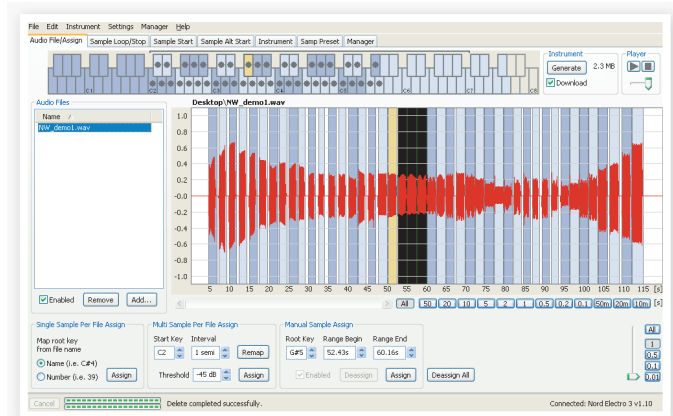 File Edit Instrument Settings Manager Help
Audio File/Assign Sample Loop/Stop Sample Start Sample Alt Start Instrument Samp Preset Manager
Instrument Player
Generate 2.3 MB
Download
C1 C2 C3 C4 C5 C6 C7 C8
Audio Files Desktop\NW_demo1.wav
Name /
NW_demo1.wav
1.0
0.8
0.6
0.4
0.2
-0.0
-0.2
-0.4
-0.6
-0.8
-1.0
5 10 15 20 25 30 35 40 45 50 55 60 65 70 75 80 85 90 95 100 105 110 115 [s]
Enabled Remove Add...
< > All 50 20 10 5 2 1 0.5 0.2 0.1 50m 20m 10m [s]
Single Sample Per File Assign Multi Sample Per File Assign Manual Sample Assign
Map root key
from file name
Start Key Interval Root Key Range Begin Range End
C2 1 semi Remap G#5 52.43s 60.16s
Name (i.e. C#4)
Number (i.e. 39) Assign Threshold -45 dB Assign Enabled Deassign Assign Deassign All
All
1
0.5
0.1
0.01
Cancel Delete completed successfully. Connected: Nord Electro 3 v1.10